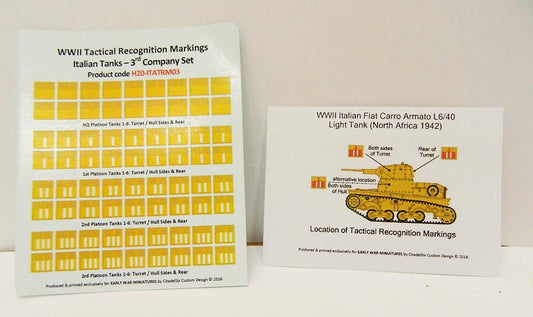 WWII Tactical Recognition Markings
Italian Tanks – 3rd Company Set
Product code H20-ITATRM03
HQ Platoon Tanks 1-6: Turret / Hull Sides & Rear
1st Platoon Tanks 1-6: Turret / Hull Sides & Rear
2nd Platoon Tanks 1-6: Turret / Hull Sides & Rear
3rd Platoon Tanks 1-6: Turret / Hull Sides & Rear
Produced & printed exclusively for EARLY WAR MINIATURES by CitadelSix Custom Design © 2016
WWII Italian Fiat Carro Armato L6/40
Light Tank (North Africa 1942)
Both sides
of Turret
Rear of
Turret
alternative location
Both sides
of Hull
Location of Tactical Recognition Markings
Produced & printed exclusively for EARLY WAR MINIATURES by CitadelSix Custom Design © 2016